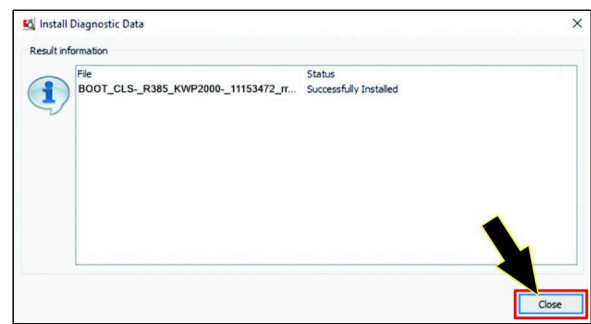 Install Diagnostic Data
Result information
File Status
BOOT_CLS-_R385_KWP2000-_11153472_rr... Successfully Installed
Close